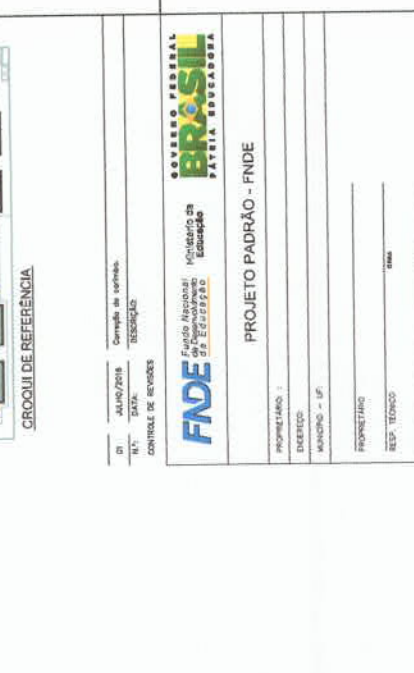 CROQUI DE REFERÊNCIA
01 JULHO/2016 Correção de carimbo.
N.º: DATA: DESCRIÇÃO:
CONTROLE DE REVISÕES
FNDE Fundo Nacional de Desenvolvimento da Educação
Ministério da Educação
GOVERNO FEDERAL
BRASIL
PÁTRIA EDUCADORA
PROJETO PADRÃO - FNDE
PROPRIETÁRIO: :
ENDEREÇO:
MUNICÍPIO - UF:
PROPRIETÁRIO
RESP. TÉCNICO